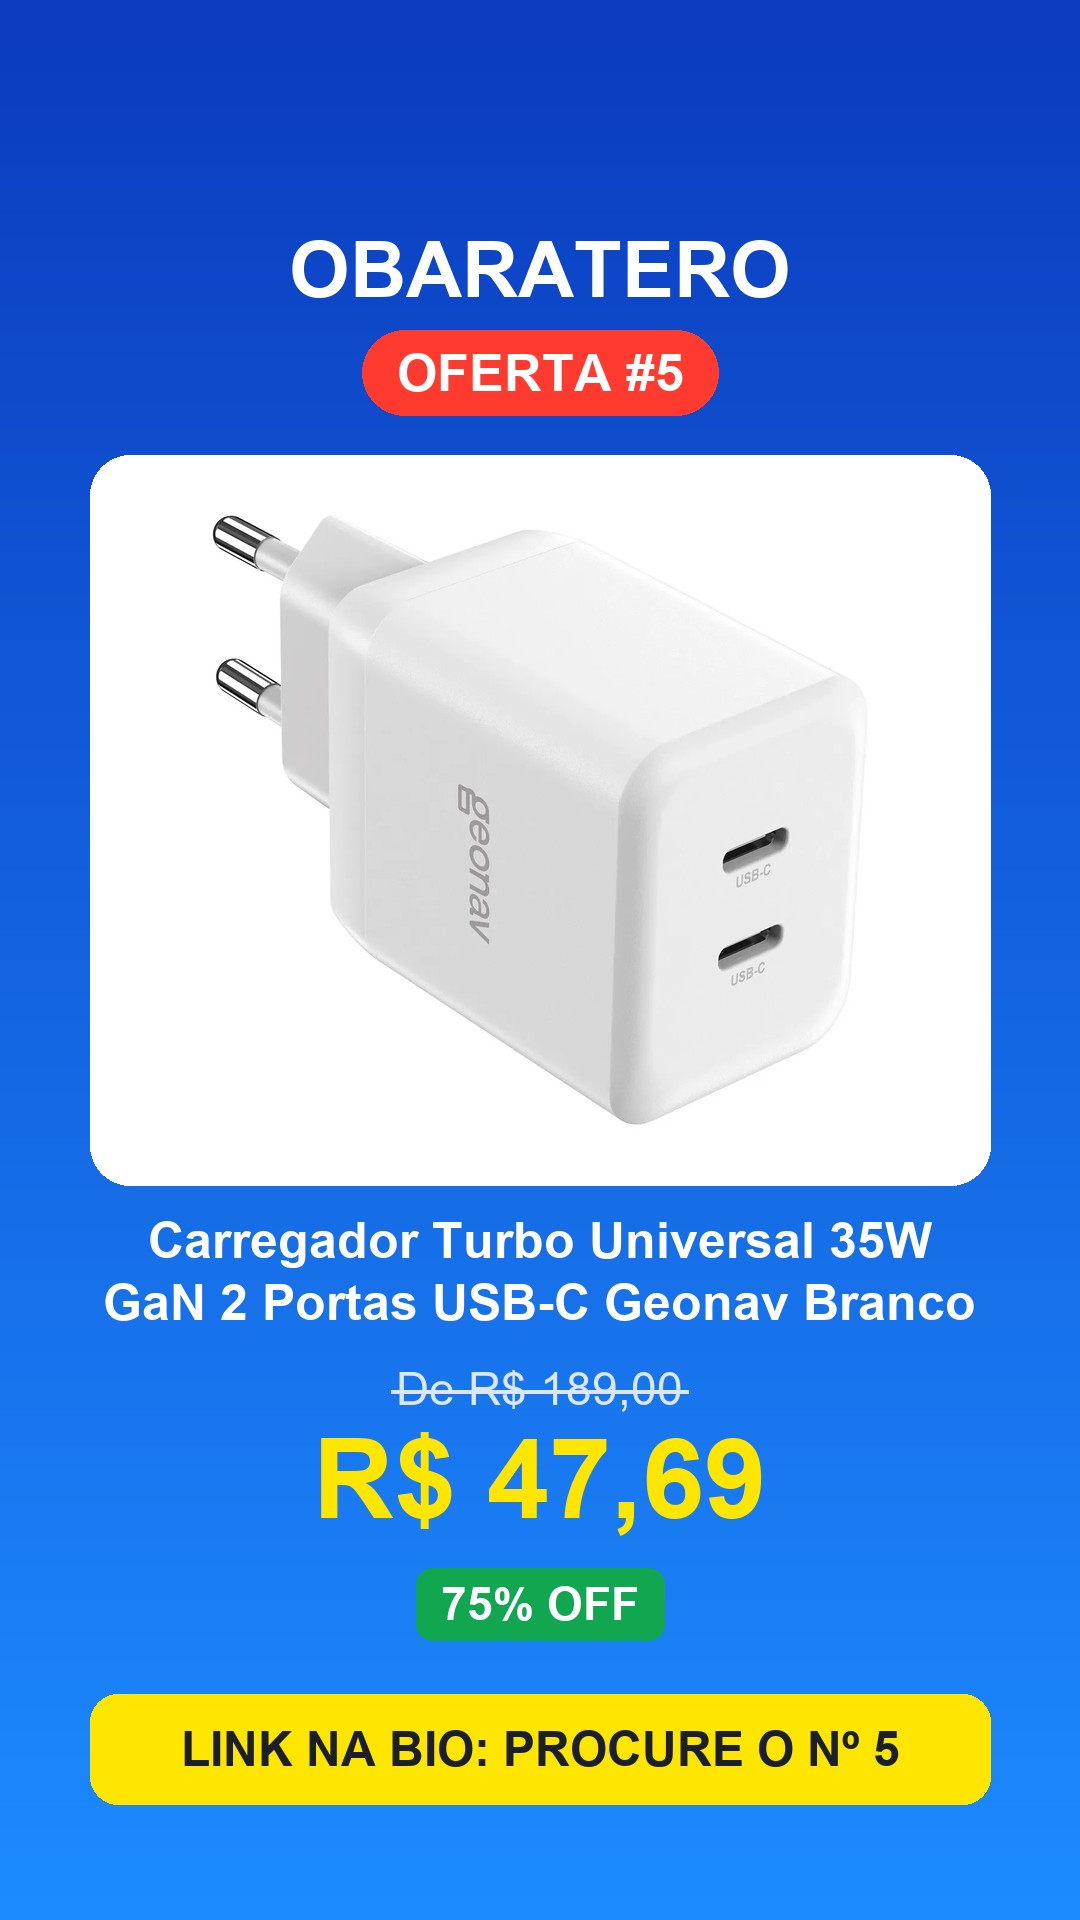 OBARATERO
OFERTA #5
geonav
USB-C
USB-C
Carregador Turbo Universal 35W
GaN 2 Portas USB-C Geonav Branco
De R$ 189,00
R$ 47,69
75% OFF
LINK NA BIO: PROCURE O Nº 5